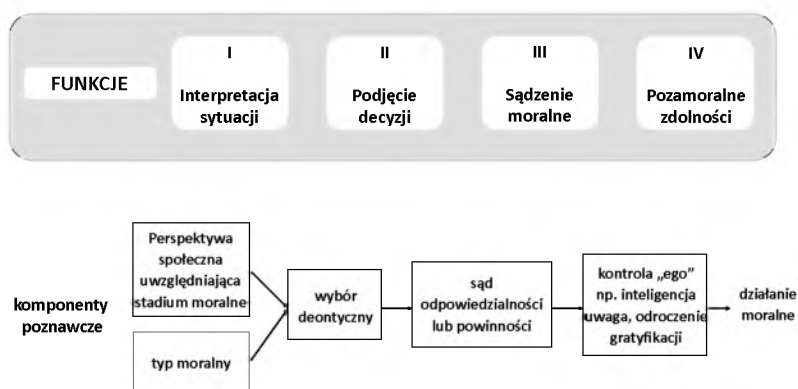 FUNKCJE
I
Interpretacja
sytuacji
II
Podjęcie
decyzji
III
Sądzenie
moralne
IV
Pozamoralne
zdolności
komponenty
poznawcze
Perspektywa
społeczna
uwzględniająca
stadium moralne
typ moralny
wybór
deontyczny
sąd
odpowiedzialności
lub powinności
kontrola „ego”
np. inteligencja
uwaga, odroczenie
gratyfikacji
działanie
moralne